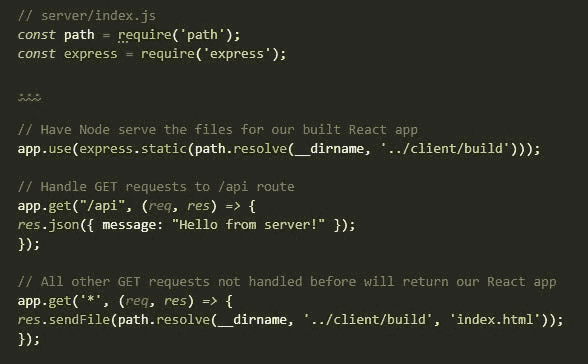 // server/index.js
const path = require('path');
const express = require('express');
...
// Have Node serve the files for our built React app
app.use(express.static(path.resolve(__dirname, '../client/build')));
// Handle GET requests to /api route
app.get("/api", (req, res) => {
res.json({ message: "Hello from server!" });
});
// All other GET requests not handled before will return our React app
app.get('*', (req, res) => {
res.sendFile(path.resolve(__dirname, '../client/build', 'index.html'));
});